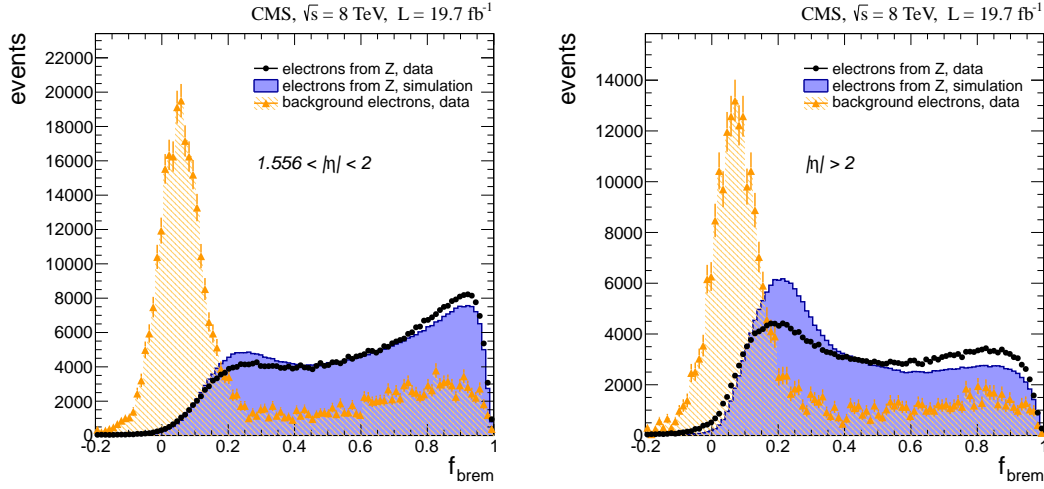 CMS, √s = 8 TeV, L = 19.7 fb⁻¹
events
22000
20000
18000
16000
14000
12000
10000
8000
6000
4000
2000
0
electrons from Z, data
electrons from Z, simulation
background electrons, data
1.556 < |η| < 2
-0.2 0 0.2 0.4 0.6 0.8 1
f_brem
CMS, √s = 8 TeV, L = 19.7 fb⁻¹
events
14000
12000
10000
8000
6000
4000
2000
0
electrons from Z, data
electrons from Z, simulation
background electrons, data
|η| > 2
-0.2 0 0.2 0.4 0.6 0.8 1
f_brem